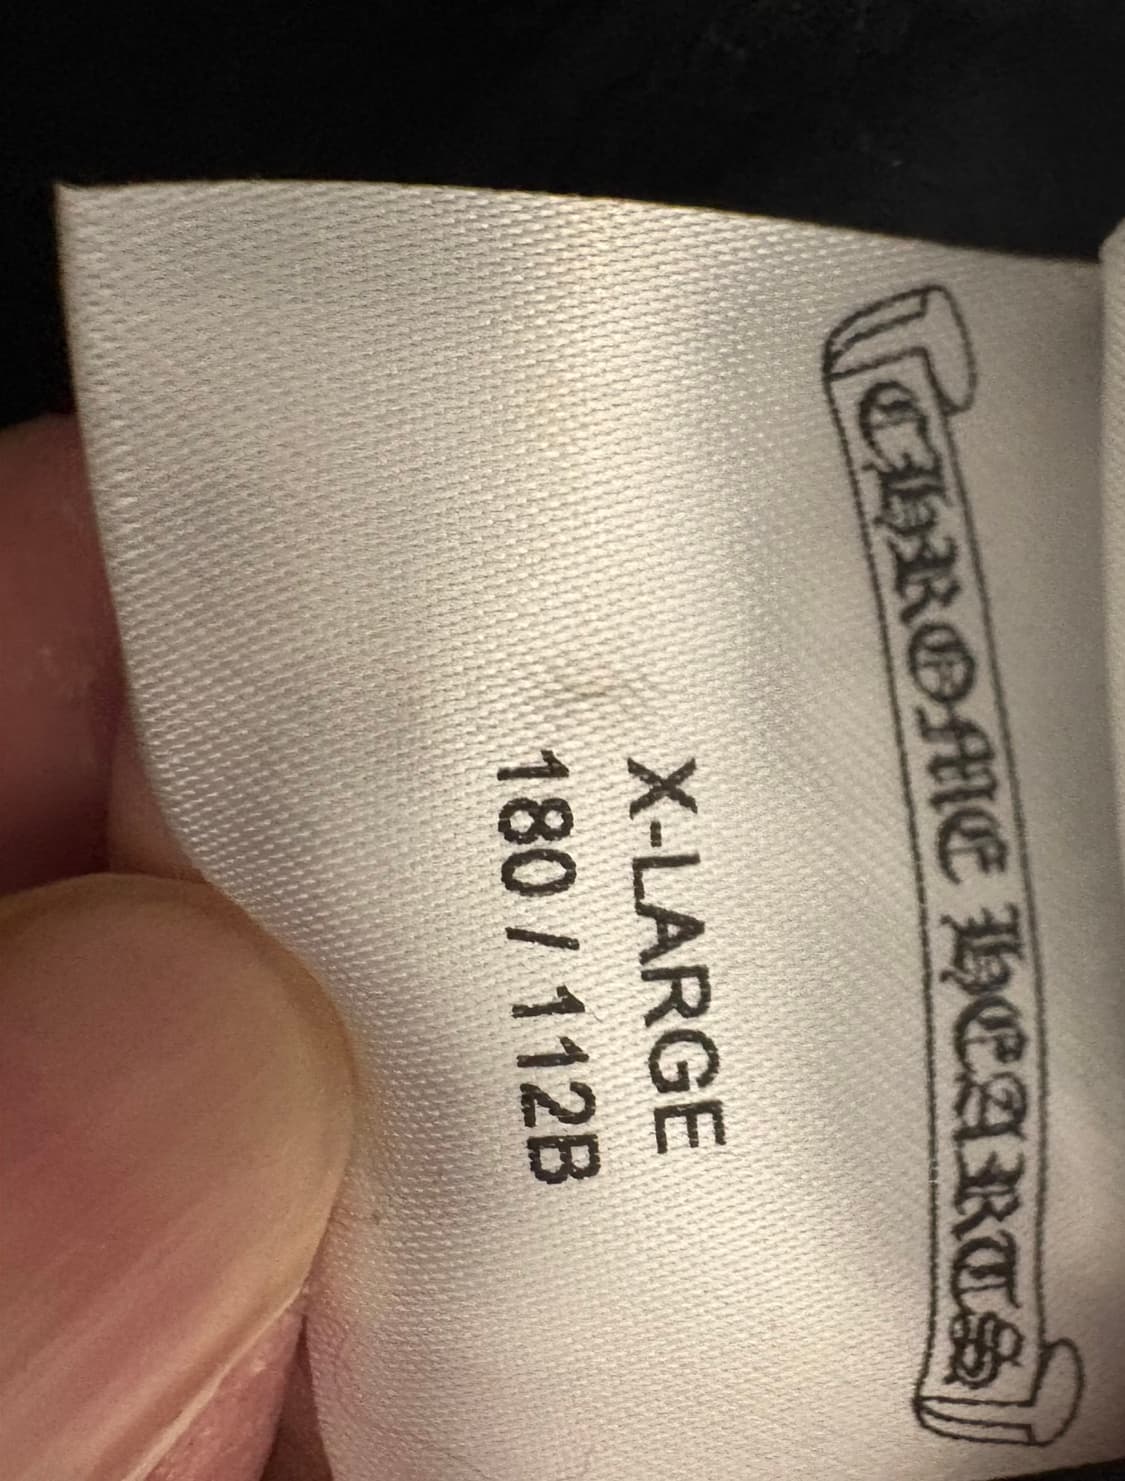 CHROME HEARTS
X-LARGE
180 / 112B